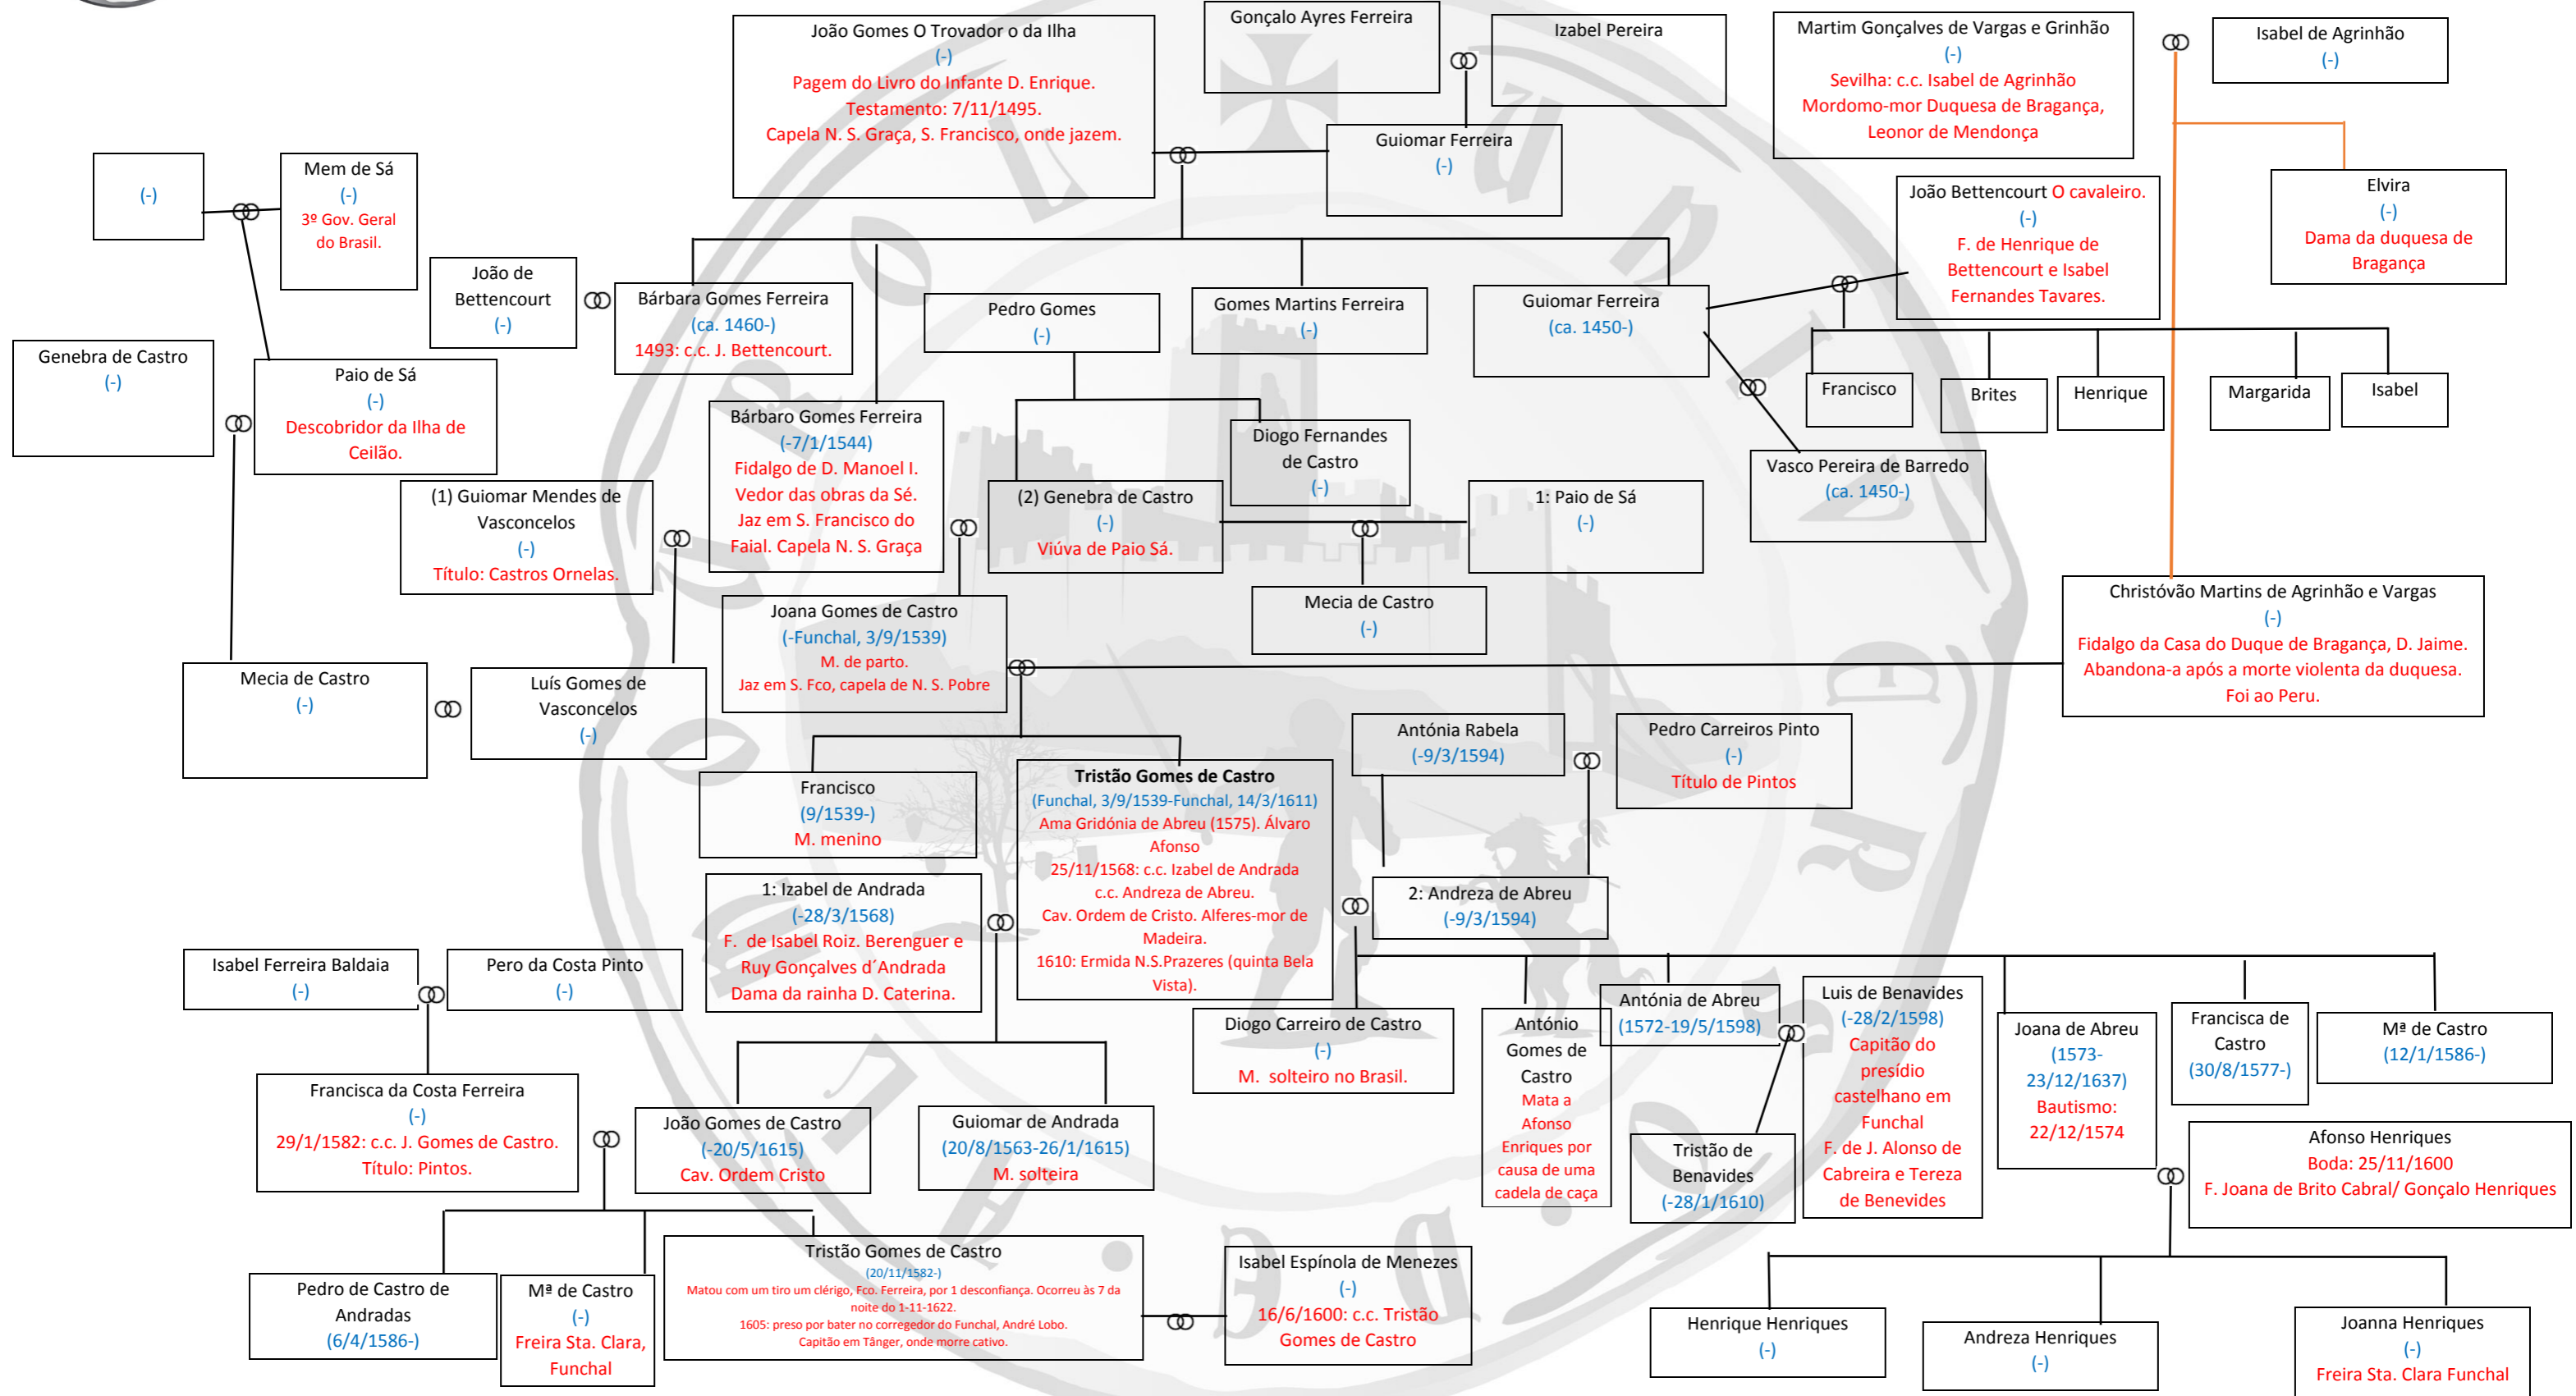 João Gomes O Trovador o da Ilha
(-)
Pagem do Livro do Infante D. Enrique.
Testamento: 7/11/1495.
Capela N. S. Graça, S. Francisco, onde jazem.
Gonçalo Ayres Ferreira
Izabel Pereira
Martim Gonçalves de Vargas e Grinhão
(-)
Sevilha: c.c. Isabel de Agrinhão
Mordomo-mor Duquesa de Bragança,
Leonor de Mendonça
Isabel de Agrinhão
(-)
Guiomar Ferreira
(-)
(-)
Mem de Sá
(-)
3º Gov. Geral
do Brasil.
João Bettencourt O cavaleiro.
(-)
F. de Henrique de
Bettencourt e Isabel
Fernandes Tavares.
Elvira
(-)
Dama da duquesa de
Bragança
João de
Bettencourt
(-)
Bárbara Gomes Ferreira
(ca. 1460-)
1493: c.c. J. Bettencourt.
Pedro Gomes
(-)
Gomes Martins Ferreira
(-)
Guiomar Ferreira
(ca. 1450-)
Genebra de Castro
(-)
Paio de Sá
(-)
Descobridor da Ilha de
Ceilão.
Francisco
Brites
Henrique
Margarida
Isabel
Bárbaro Gomes Ferreira
(-7/1/1544)
Fidalgo de D. Manoel I.
Vedor das obras da Sé.
Jaz em S. Francisco do
Faial. Capela N. S. Graça
Diogo Fernandes
de Castro
(-)
Vasco Pereira de Barredo
(ca. 1450-)
(1) Guiomar Mendes de
Vasconcelos
(-)
Título: Castros Ornelas.
(2) Genebra de Castro
(-)
Viúva de Paio Sá.
1: Paio de Sá
(-)
Mecia de Castro
(-)
Christóvão Martins de Agrinhão e Vargas
(-)
Fidalgo da Casa do Duque de Bragança, D. Jaime.
Abandona-a após a morte violenta da duquesa.
Foi ao Peru.
Joana Gomes de Castro
(-Funchal, 3/9/1539)
M. de parto.
Jaz em S. Fco, capela de N. S. Pobre
Mecia de Castro
(-)
Luís Gomes de
Vasconcelos
(-)
Antónia Rabela
(-9/3/1594)
Pedro Carreiros Pinto
(-)
Título de Pintos
Francisco
(9/1539-)
M. menino
Tristão Gomes de Castro
(Funchal, 3/9/1539-Funchal, 14/3/1611)
Ama Gridónia de Abreu (1575). Álvaro
Afonso
25/11/1568: c.c. Izabel de Andrada
c.c. Andreza de Abreu.
Cav. Ordem de Cristo. Alferes-mor de
Madeira.
1610: Ermida N.S.Prazeres (quinta Bela
Vista).
1: Izabel de Andrada
(-28/3/1568)
F. de Isabel Roiz. Berenguer e
Ruy Gonçalves d´Andrada
Dama da rainha D. Caterina.
2: Andreza de Abreu
(-9/3/1594)
Isabel Ferreira Baldaia
(-)
Pero da Costa Pinto
(-)
Diogo Carreiro de Castro
(-)
M. solteiro no Brasil.
António
Gomes de
Castro
Mata a
Afonso
Enriques por
causa de uma
cadela de caça
Antónia de Abreu
(1572-19/5/1598)
Luis de Benavides
(-28/2/1598)
Capitão do
presídio
castelhano em
Funchal
F. de J. Alonso de
Cabreira e Tereza
de Benevides
Joana de Abreu
(1573-
23/12/1637)
Bautismo:
22/12/1574
Francisca de
Castro
(30/8/1577-)
Mª de Castro
(12/1/1586-)
Francisca da Costa Ferreira
(-)
29/1/1582: c.c. J. Gomes de Castro.
Título: Pintos.
João Gomes de Castro
(-20/5/1615)
Cav. Ordem Cristo
Guiomar de Andrada
(20/8/1563-26/1/1615)
M. solteira
Tristão de
Benavides
(-28/1/1610)
Afonso Henriques
Boda: 25/11/1600
F. Joana de Brito Cabral/ Gonçalo Henriques
Pedro de Castro de
Andradas
(6/4/1586-)
Mª de Castro
(-)
Freira Sta. Clara,
Funchal
Tristão Gomes de Castro
(20/11/1582-)
Matou com um tiro um clérigo, Fco. Ferreira, por 1 desconfiança. Ocorreu às 7 da
noite do 1-11-1622.
1605: preso por bater no corregedor do Funchal, André Lobo.
Capitão em Tânger, onde morre cativo.
Isabel Espínola de Menezes
(-)
16/6/1600: c.c. Tristão
Gomes de Castro
Henrique Henriques
(-)
Andreza Henriques
(-)
Joanna Henriques
(-)
Freira Sta. Clara Funchal